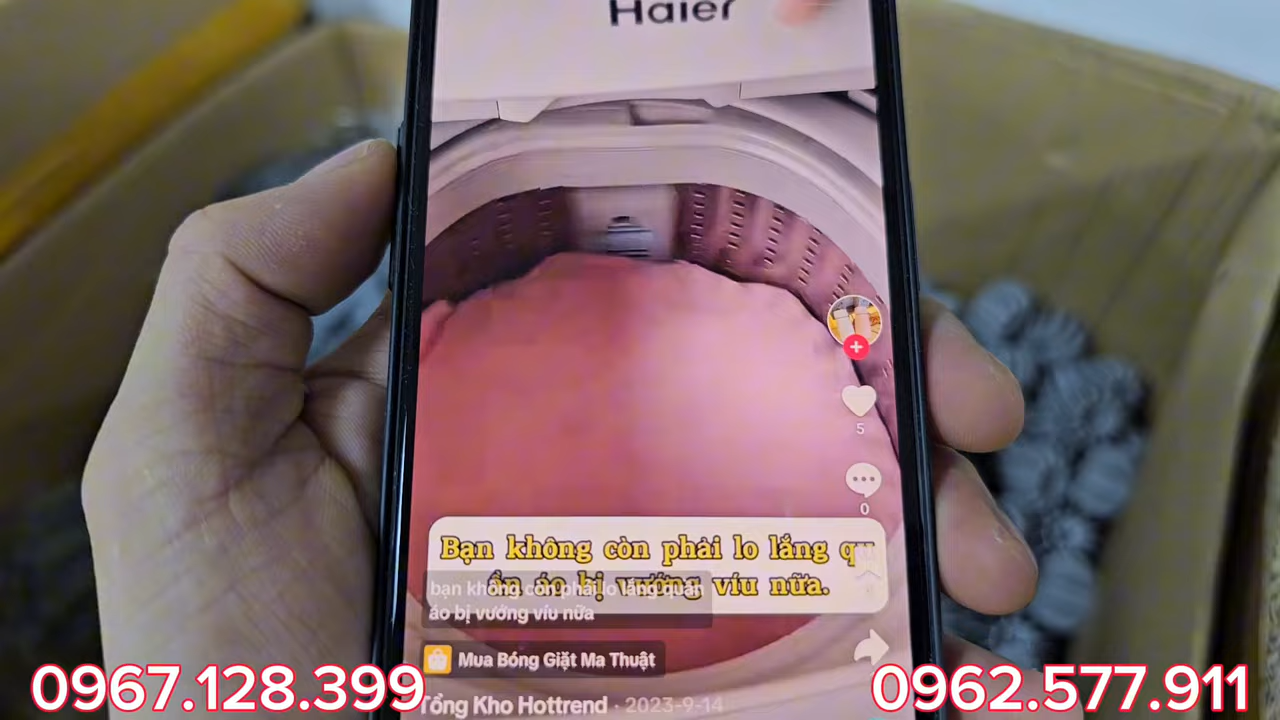 Haier
5
0
Bạn không còn phải lo lắng qu
ần áo bị vướng víu nữa.
bạn không còn phải lo lắng quần
áo bị vướng víu nữa
Mua Bóng Giặt Ma Thuật
Tổng Kho Hottrend · 2023-9-14
0967.128.399
0962.577.911